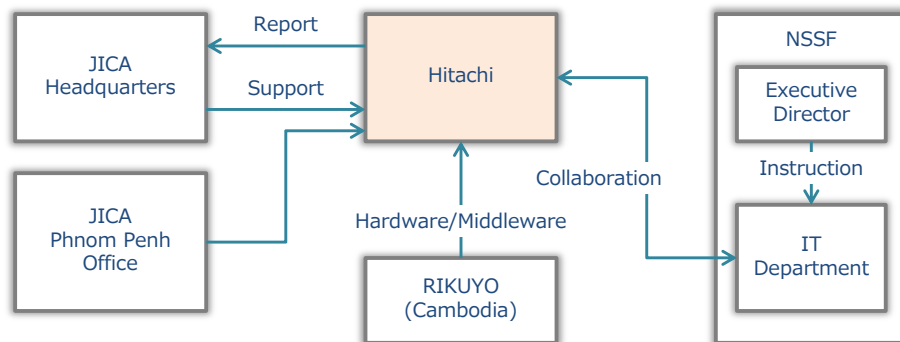 JICA
Headquarters
Report
Support
Hitachi
NSSF
Executive
Director
Instruction
IT
Department
Collaboration
JICA
Phnom Penh
Office
Hardware/Middleware
RIKUYO
(Cambodia)